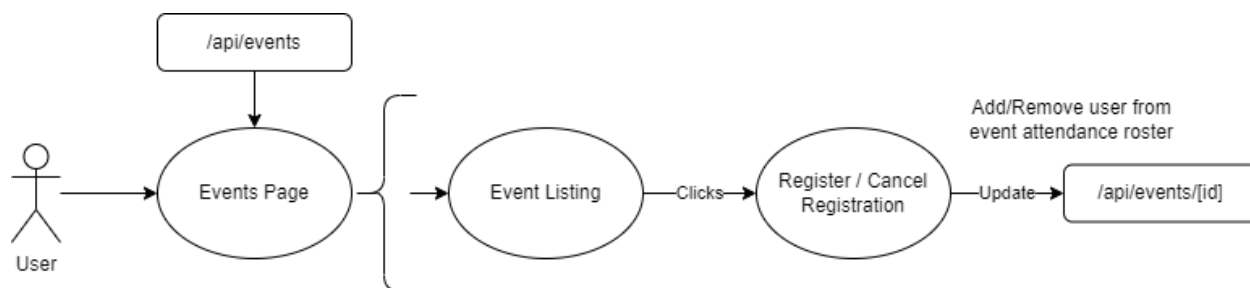 /api/events
Add/Remove user from
event attendance roster
Events Page
Event Listing
Clicks
Register / Cancel
Registration
Update
/api/events/[id]
User